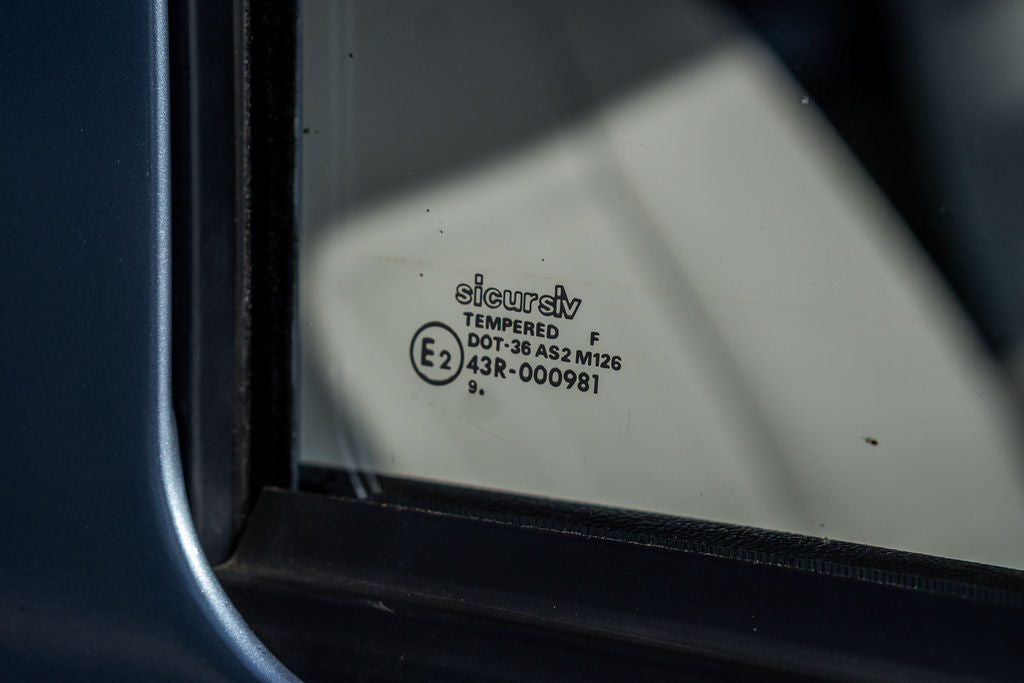 sicursiv
TEMPERED F
DOT-36 AS2 M126
E2 43R-000981
9.